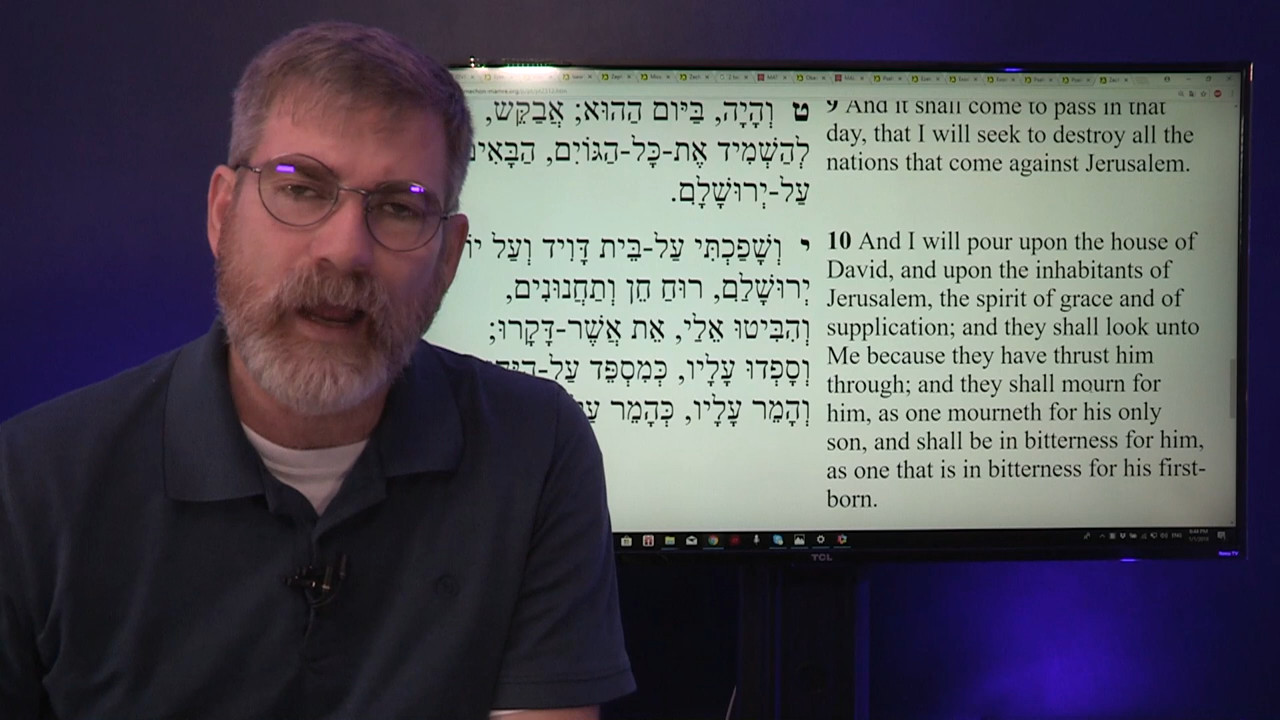 mechon-mamre.org
ט וְהָיָה, בַּיּוֹם הַהוּא; אֲבַקֵּשׁ,
לְהַשְׁמִיד אֶת-כָּל-הַגּוֹיִם, הַבָּאִים
עַל-יְרוּשָׁלִָם.
י וְשָׁפַכְתִּי עַל-בֵּית דָּוִיד וְעַל
יְרוּשָׁלִַם, רוּחַ חֵן וְתַחֲנוּנִים,
וְהִבִּיטוּ אֵלַי, אֵת אֲשֶׁר-דָּקָרוּ;
וְסָפְדוּ עָלָיו, כְּמִסְפֵּד עַל-
וְהָמֵר עָלָיו, כְּהָמֵר
9 And it shall come to pass in that
day, that I will seek to destroy all the
nations that come against Jerusalem.
10 And I will pour upon the house of
David, and upon the inhabitants of
Jerusalem, the spirit of grace and of
supplication; and they shall look unto
Me because they have thrust him
through; and they shall mourn for
him, as one mourneth for his only
son, and shall be in bitterness for him,
as one that is in bitterness for his first-
born.
TCL